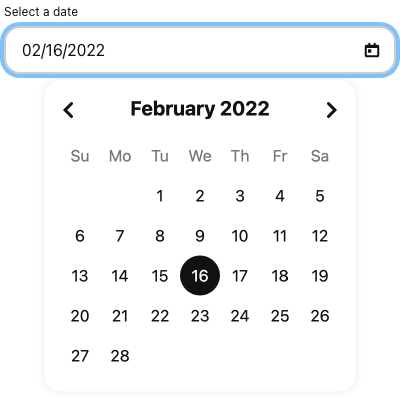 Select a date
02/16/2022
February 2022
Su Mo Tu We Th Fr Sa
1 2 3 4 5
6 7 8 9 10 11 12
13 14 15 16 17 18 19
20 21 22 23 24 25 26
27 28